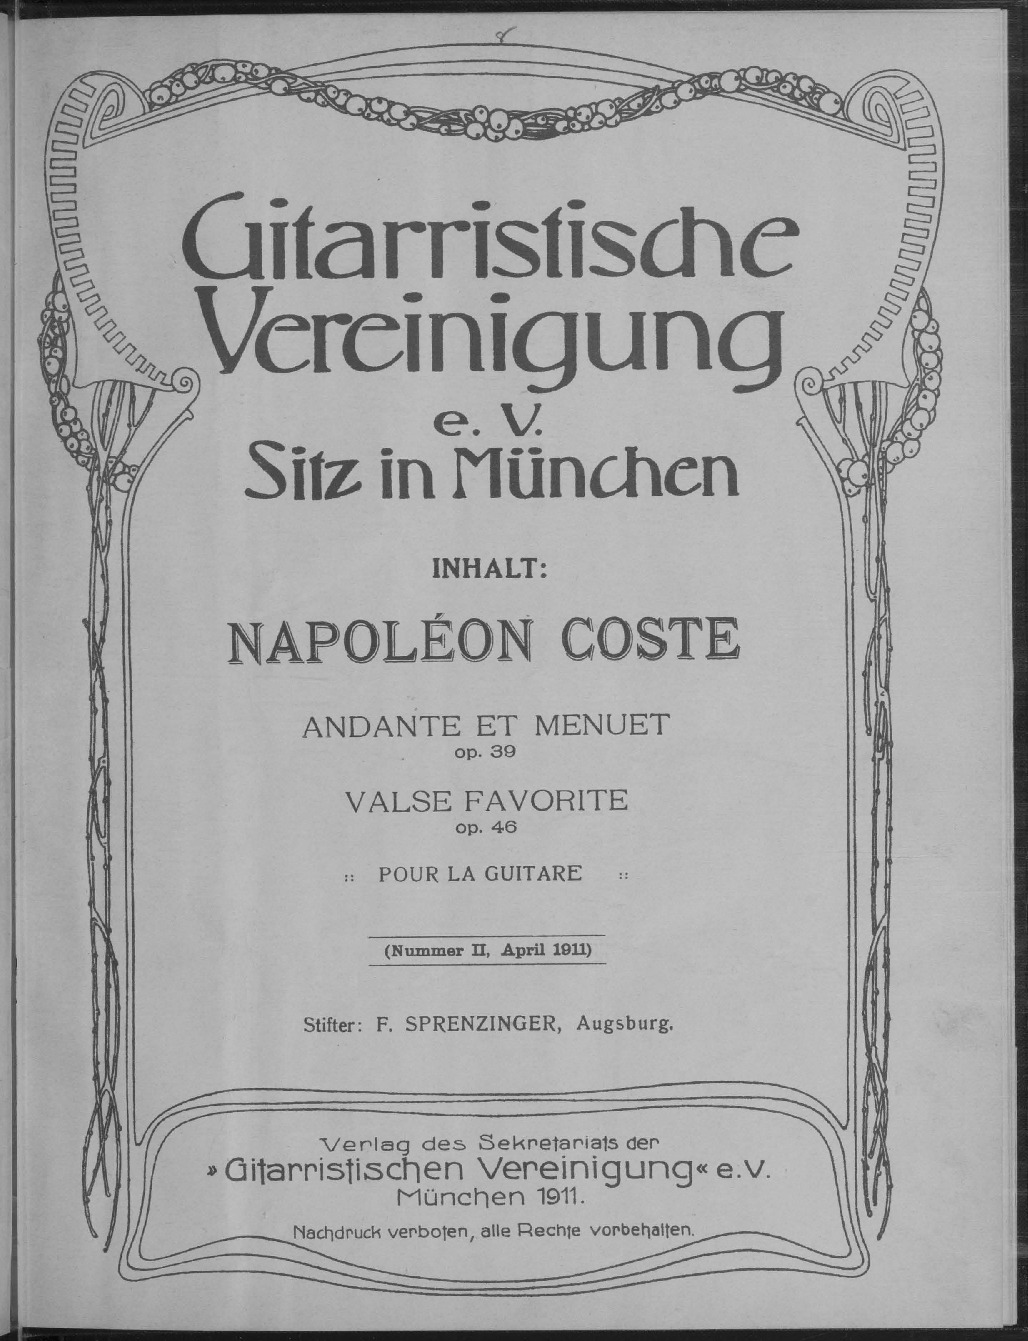 8
Gitarristische
Vereinigung
e. V.
Sitz in München
INHALT:
NAPOLÉON COSTE
ANDANTE ET MENUET
op. 39
VALSE FAVORITE
op. 46
:: POUR LA GUITARE ::
(Nummer II, April 1911)
Stifter: F. SPRENZINGER, Augsburg.
Verlag des Sekretariats der
» Gitarristischen Vereinigung« e. V.
München 1911.
Nachdruck verboten, alle Rechte vorbehalten.